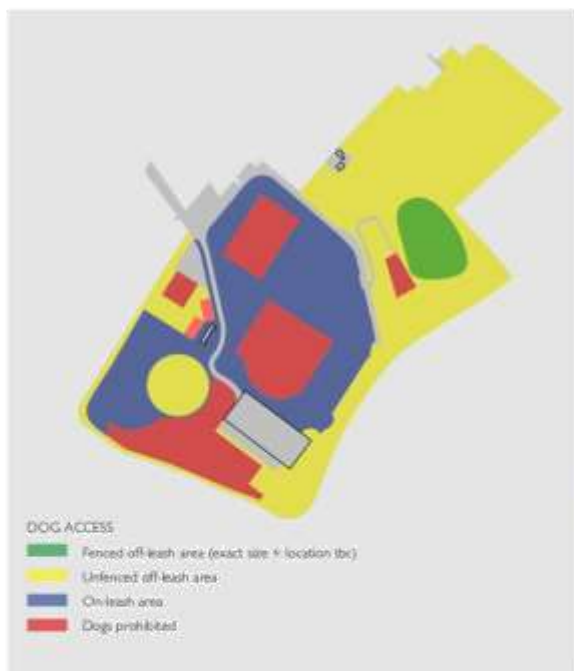 DOG ACCESS
Fenced off-leash area (exact size + location tbc)
Unfenced off-leash area
On-leash area
Dogs prohibited